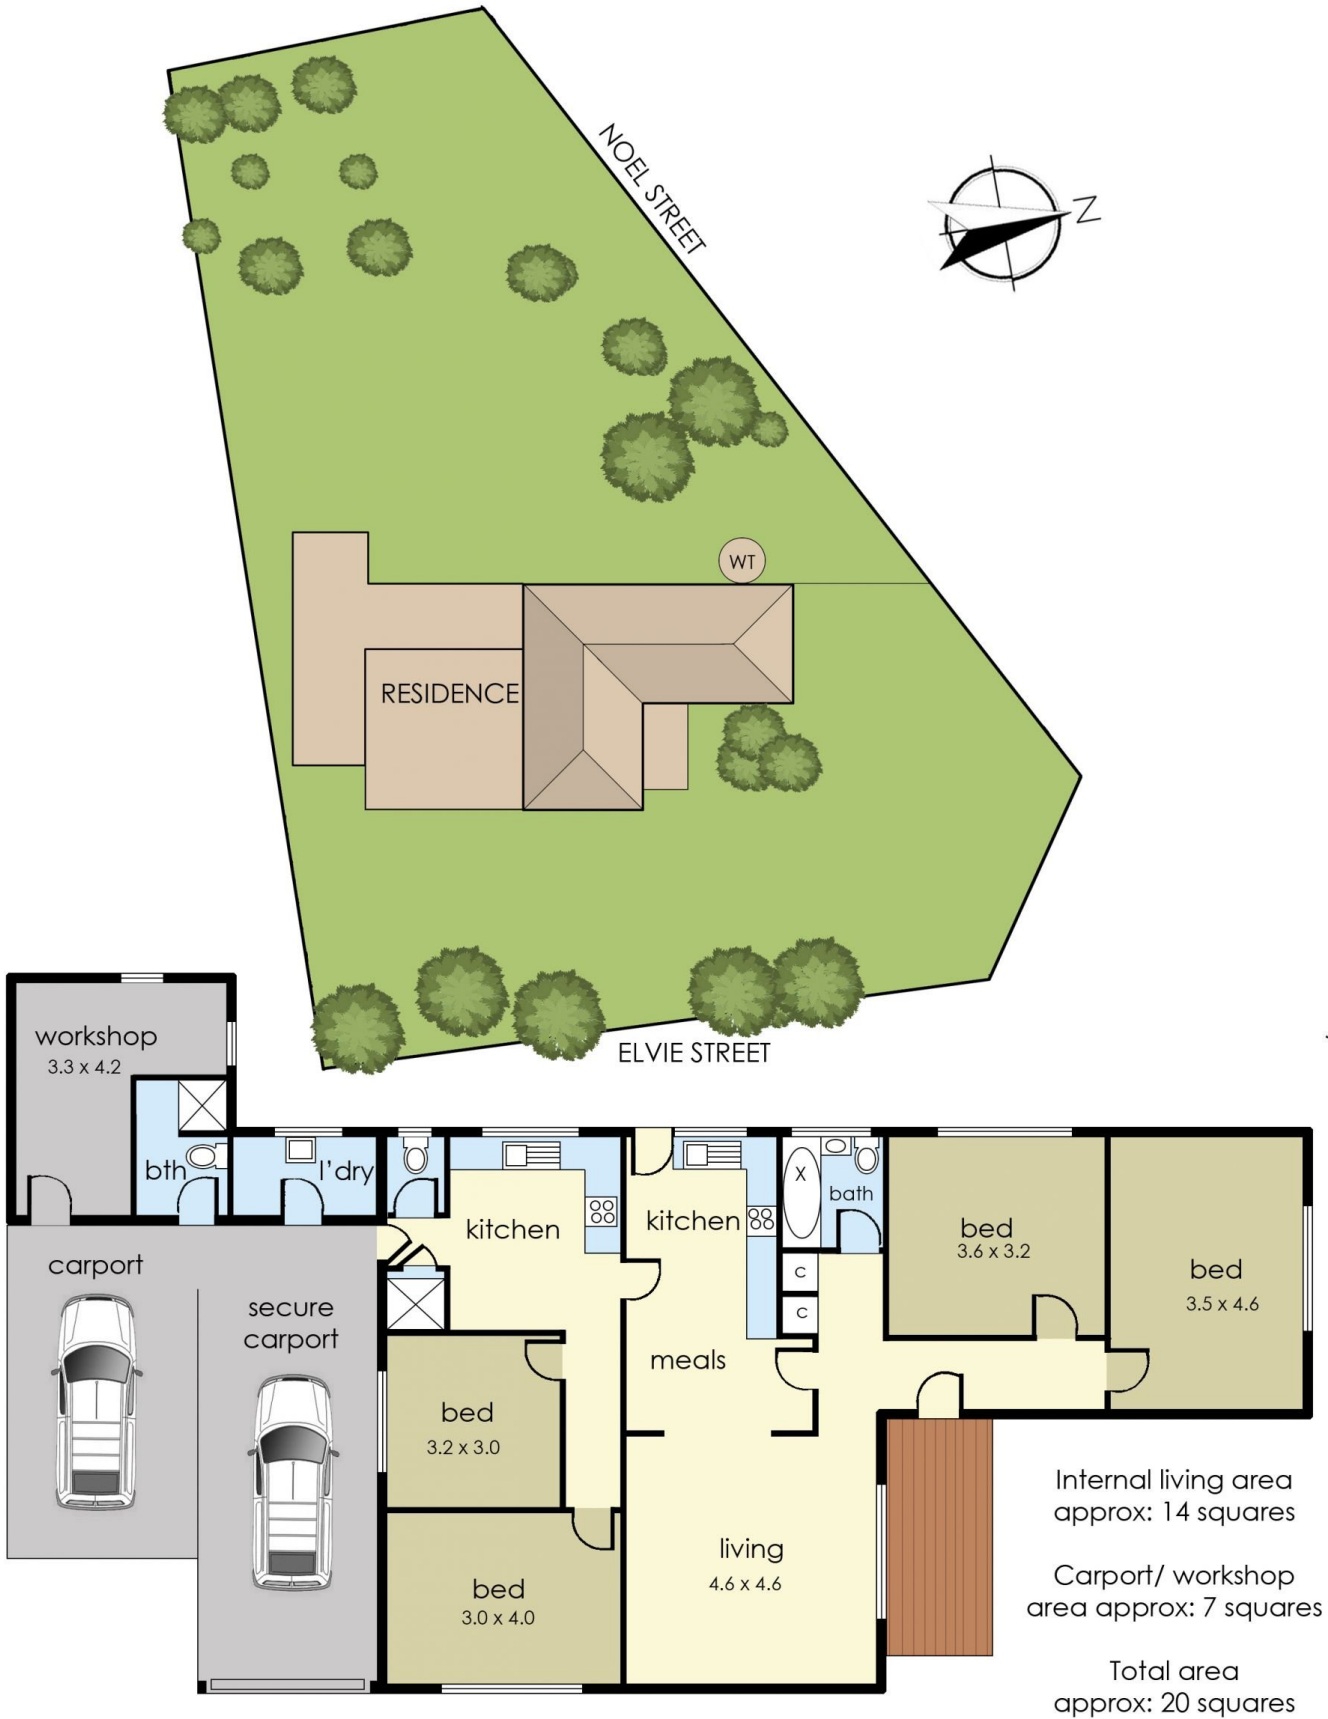 NOEL STREET
N
WT
RESIDENCE
ELVIE STREET
workshop
3.3 x 4.2
bth
l'dry
kitchen
kitchen
X
bath
bed
3.6 x 3.2
bed
3.5 x 4.6
carport
secure
carport
c
c
meals
bed
3.2 x 3.0
living
4.6 x 4.6
bed
3.0 x 4.0
Internal living area
approx: 14 squares
Carport/ workshop
area approx: 7 squares
Total area
approx: 20 squares